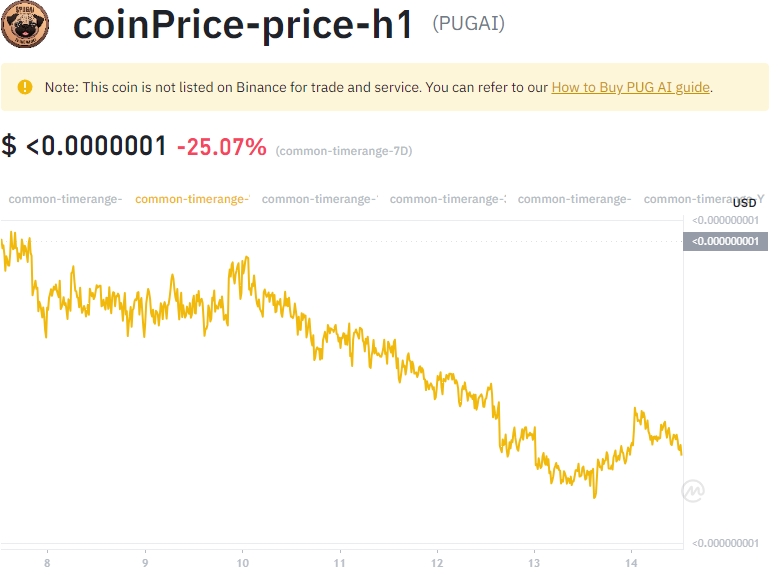 coinPrice-price-h1 (PUGAI)
Note: This coin is not listed on Binance for trade and service. You can refer to our How to Buy PUG AI guide.
$ <0.0000001 -25.07% (common-timerange-7D)
common-timerange- common-timerange- common-timerange- common-timerange- common-timerange- common-timerange-Y
USD
<0.000000001
<0.000000001
<0.000000001
8 9 10 11 12 13 14